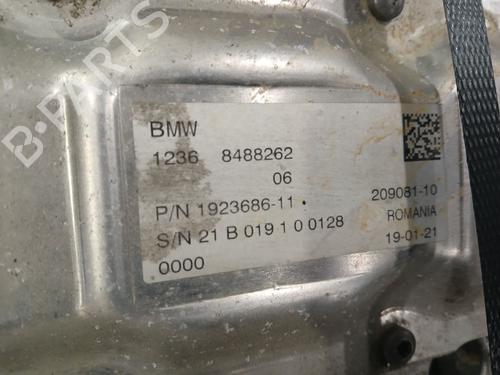 B-PARTS
BMW
1236 8488262
06
P/N 1923686-11 209081-10
S/N 21 B 019 1 0 0128 ROMANIA
0000 19-01-21